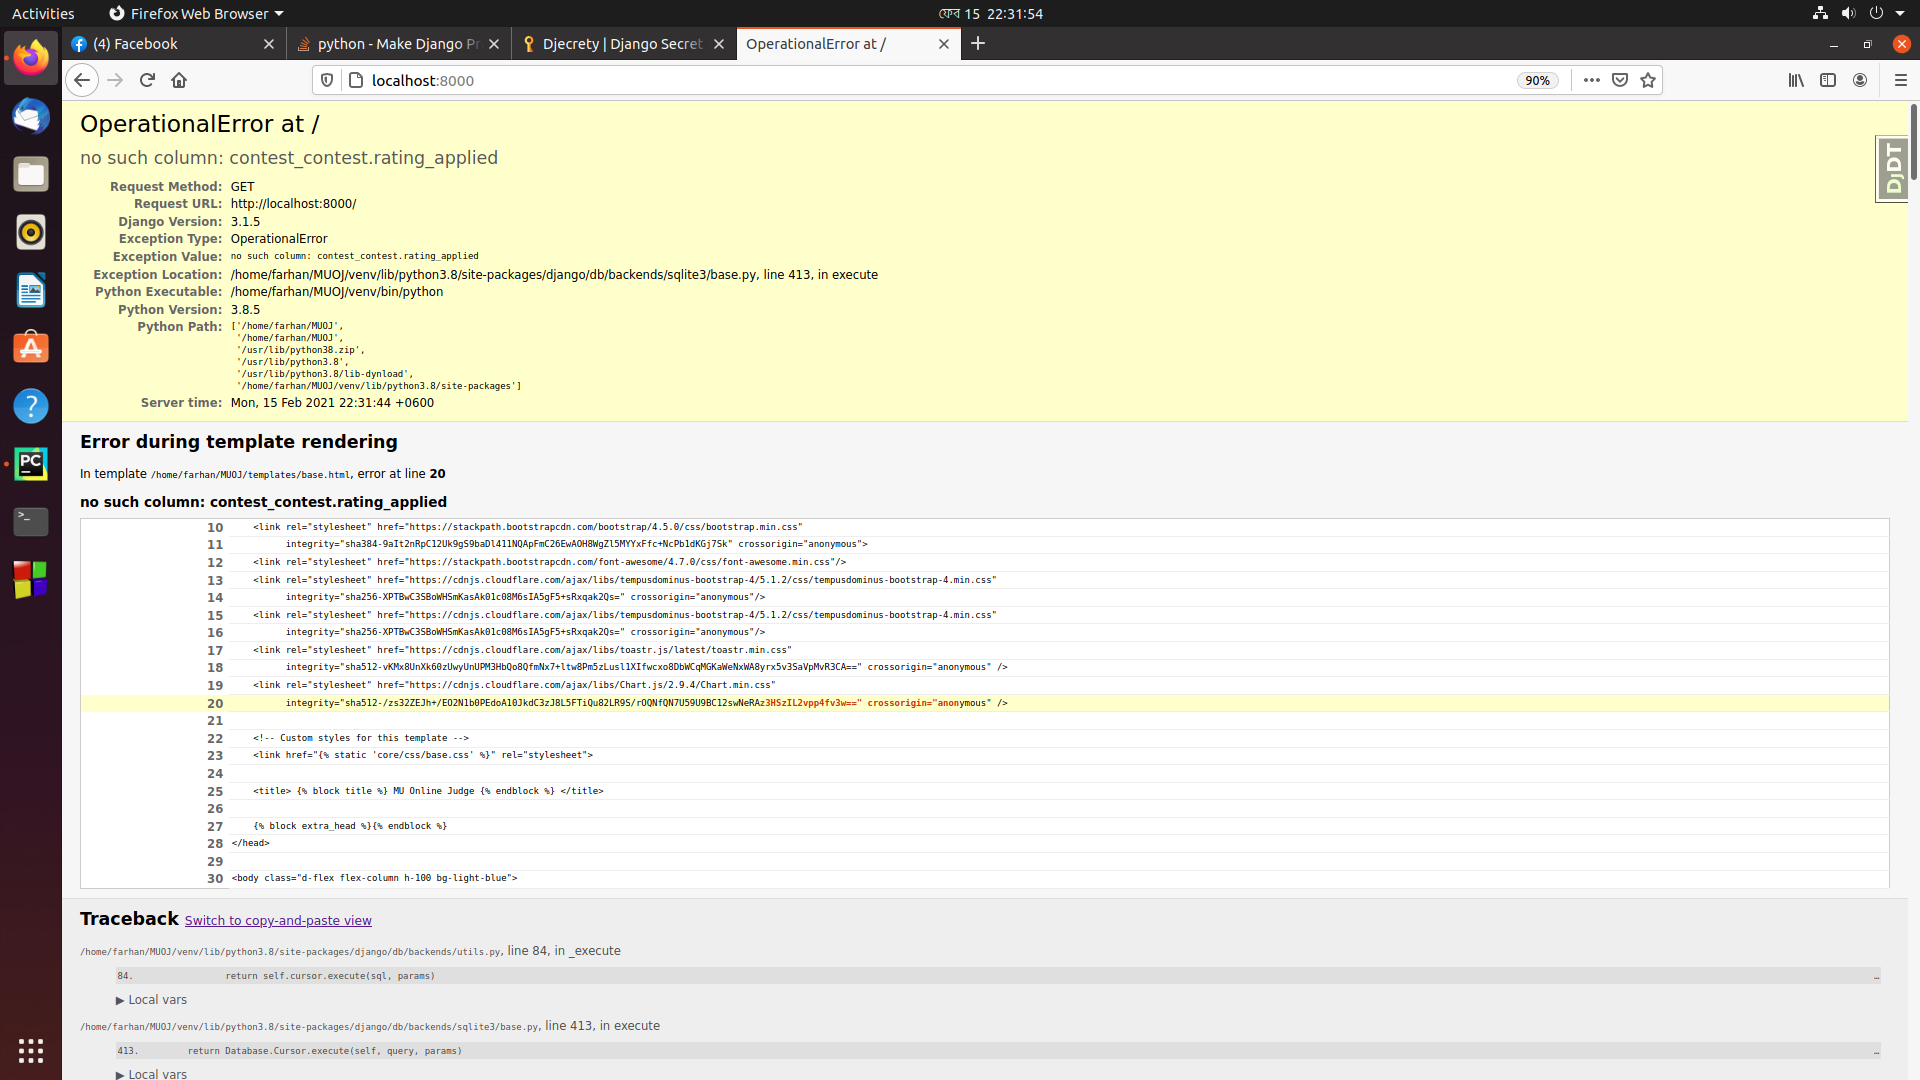 Activities
Firefox Web Browser
ফেব 15 22:31:54
(4) Facebook
python - Make Django Pr
Djecrety | Django Secret
OperationalError at /
localhost:8000
90%
OperationalError at /
no such column: contest_contest.rating_applied
Request Method: GET
Request URL: http://localhost:8000/
Django Version: 3.1.5
Exception Type: OperationalError
Exception Value: no such column: contest_contest.rating_applied
Exception Location: /home/farhan/MUOJ/venv/lib/python3.8/site-packages/django/db/backends/sqlite3/base.py, line 413, in execute
Python Executable: /home/farhan/MUOJ/venv/bin/python
Python Version: 3.8.5
Python Path: ['/home/farhan/MUOJ',
'/home/farhan/MUOJ',
'/usr/lib/python38.zip',
'/usr/lib/python3.8',
'/usr/lib/python3.8/lib-dynload',
'/home/farhan/MUOJ/venv/lib/python3.8/site-packages']
Server time: Mon, 15 Feb 2021 22:31:44 +0600
DjDT
Error during template rendering
In template /home/farhan/MUOJ/templates/base.html, error at line 20
no such column: contest_contest.rating_applied
10 <link rel="stylesheet" href="https://stackpath.bootstrapcdn.com/bootstrap/4.5.0/css/bootstrap.min.css"
11 integrity="sha384-9aIt2nRpC12Uk9gS9baDl411NQApFmC26EwAOH8WgZl5MYYxFfc+NcPb1dKGj7Sk" crossorigin="anonymous">
12 <link rel="stylesheet" href="https://stackpath.bootstrapcdn.com/font-awesome/4.7.0/css/font-awesome.min.css"/>
13 <link rel="stylesheet" href="https://cdnjs.cloudflare.com/ajax/libs/tempusdominus-bootstrap-4/5.1.2/css/tempusdominus-bootstrap-4.min.css"
14 integrity="sha256-XPTBwC3SBoWHSmKasAk01c08M6sIA5gF5+sRxqak2Qs=" crossorigin="anonymous"/>
15 <link rel="stylesheet" href="https://cdnjs.cloudflare.com/ajax/libs/tempusdominus-bootstrap-4/5.1.2/css/tempusdominus-bootstrap-4.min.css"
16 integrity="sha256-XPTBwC3SBoWHSmKasAk01c08M6sIA5gF5+sRxqak2Qs=" crossorigin="anonymous"/>
17 <link rel="stylesheet" href="https://cdnjs.cloudflare.com/ajax/libs/toastr.js/latest/toastr.min.css"
18 integrity="sha512-vKMx8UnXk60zUwyUnUPM3HbQo8QfmNx7+ltw8Pm5zLusl1XIfwcxo8DbWCqMGKaWeNxWA8yrx5v3SaVpMvR3CA==" crossorigin="anonymous" />
19 <link rel="stylesheet" href="https://cdnjs.cloudflare.com/ajax/libs/Chart.js/2.9.4/Chart.min.css"
20 integrity="sha512-/zs32ZEJh+/EO2N1b0PEdoA10JkdC3zJ8L5FTiQu82LR9S/rOQNfQN7U59U9BC12swNeRAz3HSzIL2vpp4fv3w==" crossorigin="anonymous" />
21
22 <!-- Custom styles for this template -->
23 <link href="{% static 'core/css/base.css' %}" rel="stylesheet">
24
25 <title> {% block title %} MU Online Judge {% endblock %} </title>
26
27 {% block extra_head %}{% endblock %}
28 </head>
29
30 <body class="d-flex flex-column h-100 bg-light-blue">
Traceback Switch to copy-and-paste view
/home/farhan/MUOJ/venv/lib/python3.8/site-packages/django/db/backends/utils.py, line 84, in _execute
84. return self.cursor.execute(sql, params) …
▶ Local vars
/home/farhan/MUOJ/venv/lib/python3.8/site-packages/django/db/backends/sqlite3/base.py, line 413, in execute
413. return Database.Cursor.execute(self, query, params) …
▶ Local vars
PC